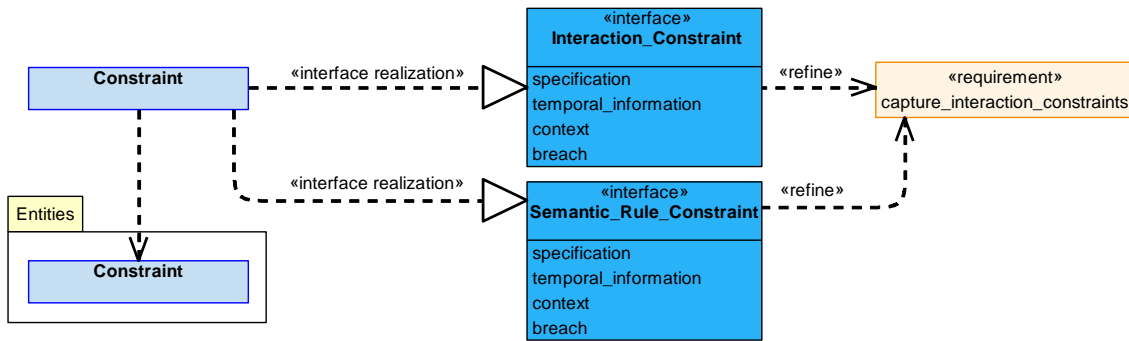 «interface»
Interaction_Constraint
specification
temporal_information
context
breach
Constraint
«interface realization»
«refine»
«requirement»
capture_interaction_constraints
«interface realization»
«interface»
Semantic_Rule_Constraint
specification
temporal_information
context
breach
«refine»
Entities
Constraint